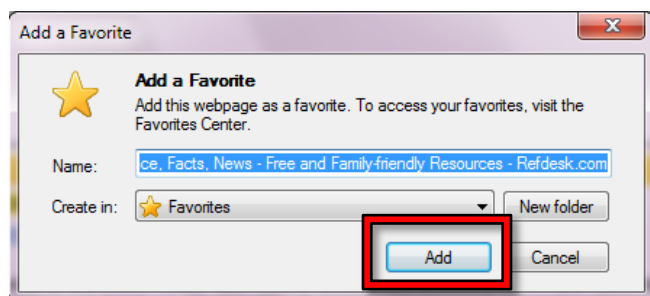 Add a Favorite
Add a Favorite
Add this webpage as a favorite. To access your favorites, visit the
Favorites Center.
Name: ce, Facts, News - Free and Family-friendly Resources - Refdesk.com
Create in: Favorites New folder
Add Cancel